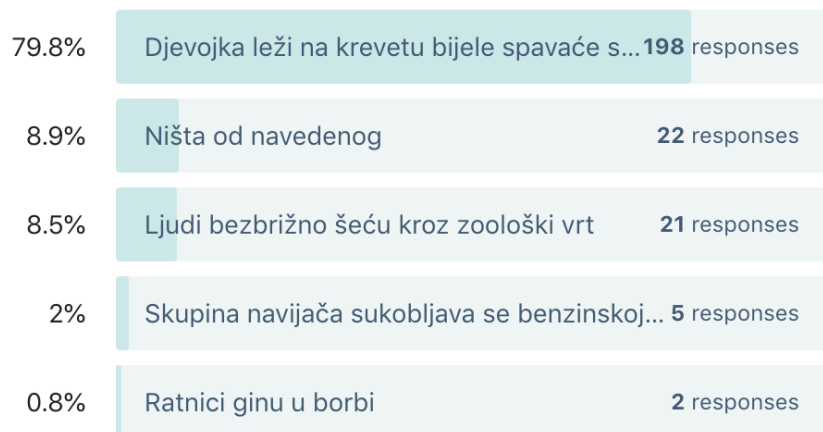 79.8% Djevojka leži na krevetu bijele spavaće s... 198 responses
8.9% Ništa od navedenog 22 responses
8.5% Ljudi bezbrižno šeću kroz zoološki vrt 21 responses
2% Skupina navijača sukobljava se benzinskoj... 5 responses
0.8% Ratnici ginu u borbi 2 responses